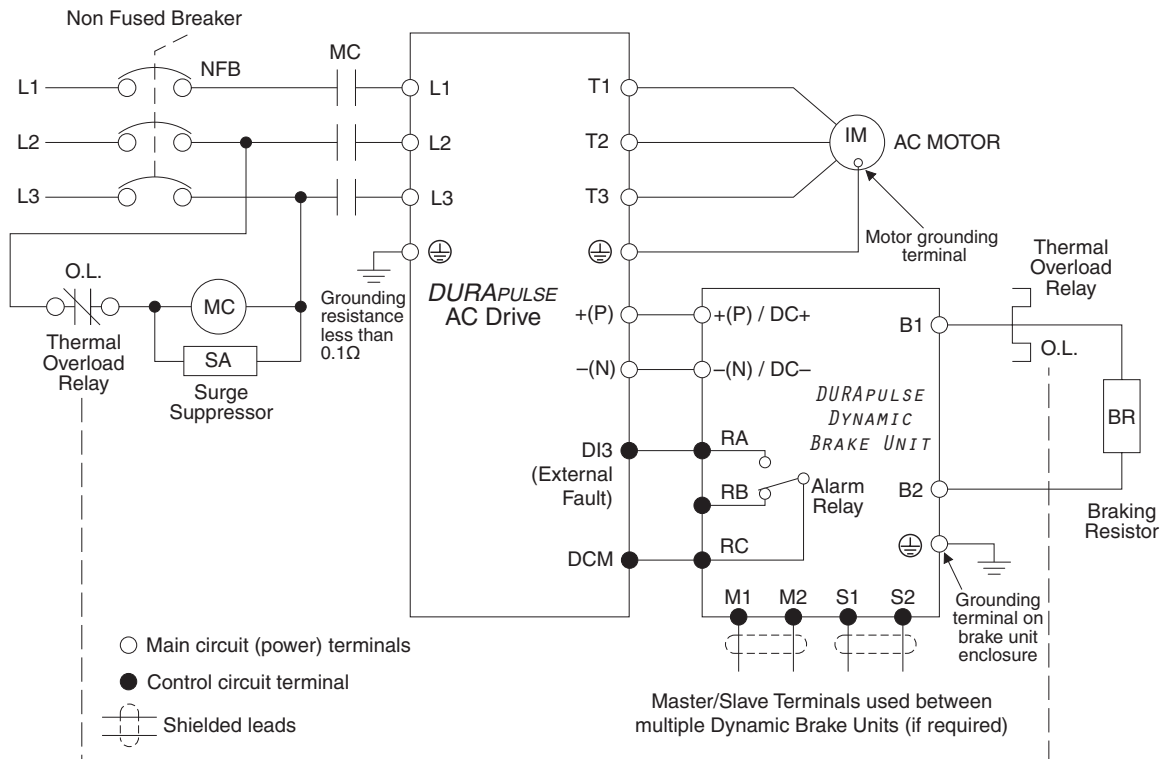 Non Fused Breaker
NFB
MC
L1
L2
L3
L1
L2
L3
T1
T2
T3
IM
AC MOTOR
Motor grounding
terminal
O.L.
MC
SA
Thermal
Overload
Relay
Surge
Suppressor
Grounding
resistance
less than
0.1Ω
DURAPULSE
AC Drive
+(P)
–(N)
DI3
(External
Fault)
DCM
+(P) / DC+
–(N) / DC–
DURAPULSE
DYNAMIC
BRAKE UNIT
RA
RB
RC
Alarm
Relay
B1
B2
M1
M2
S1
S2
Thermal
Overload
Relay
O.L.
BR
Braking
Resistor
Grounding
terminal on
brake unit
enclosure
Main circuit (power) terminals
Control circuit terminal
Shielded leads
Master/Slave Terminals used between
multiple Dynamic Brake Units (if required)